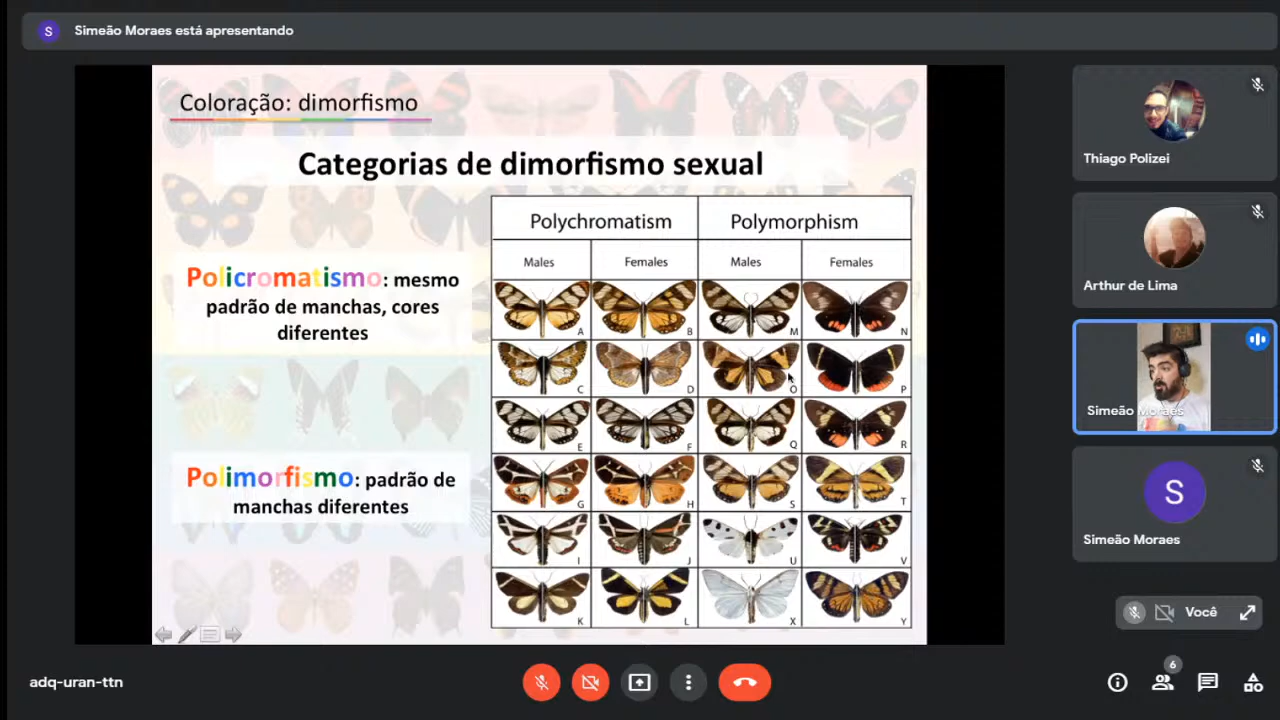 S
Simeão Moraes está apresentando
Coloração: dimorfismo
Categorias de dimorfismo sexual
Policromatismo: mesmo
padrão de manchas, cores
diferentes
Polimorfismo: padrão de
manchas diferentes
Polychromatism
Polymorphism
Males
Females
Males
Females
A
B
M
N
C
D
O
P
E
F
Q
R
G
H
S
T
I
J
U
V
K
L
X
Y
Thiago Polizei
Arthur de Lima
Simeão Moraes
S
Simeão Moraes
Você
adq-uran-ttn
6